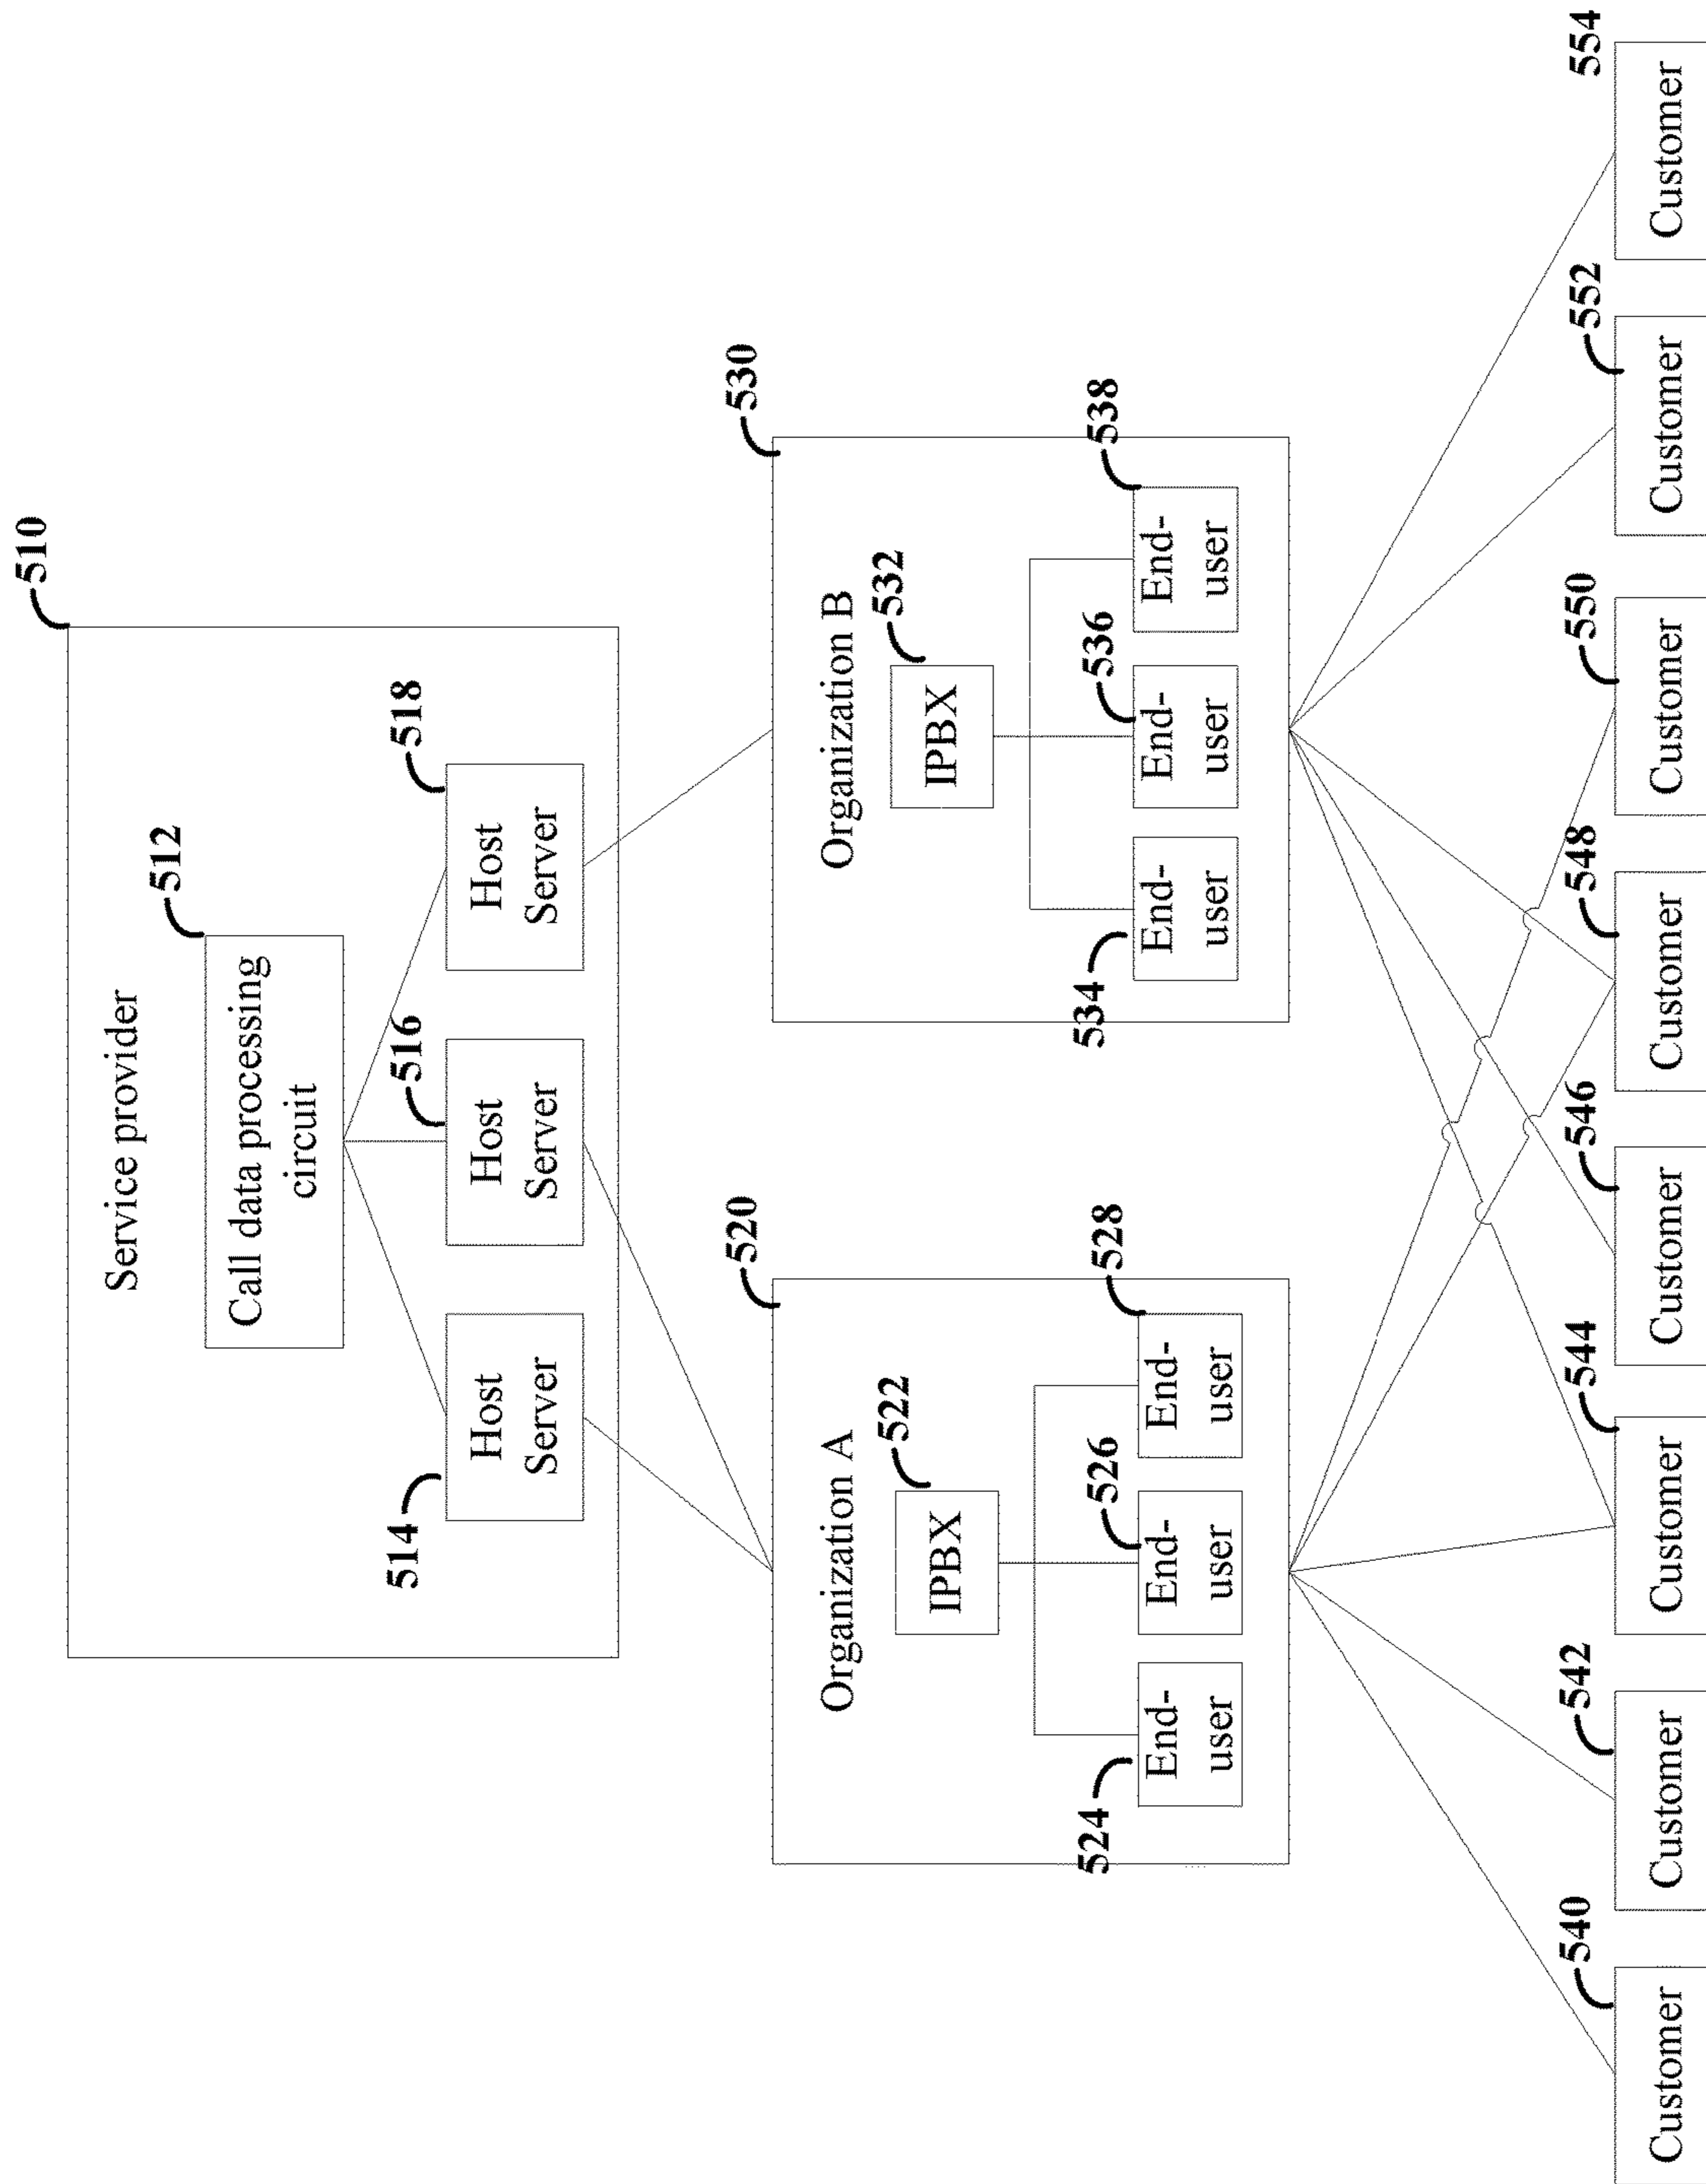 510
Service provider
512
Call data processing
circuit
514
516
518
Host
Server
Host
Server
Host
Server
520
530
Organization A
522
IPBX
524
526
528
End-
user
End-
user
End-
user
Organization B
532
IPBX
534
536
538
End-
user
End-
user
End-
user
540
542
544
546
548
550
552
554
Customer
Customer
Customer
Customer
Customer
Customer
Customer
Customer